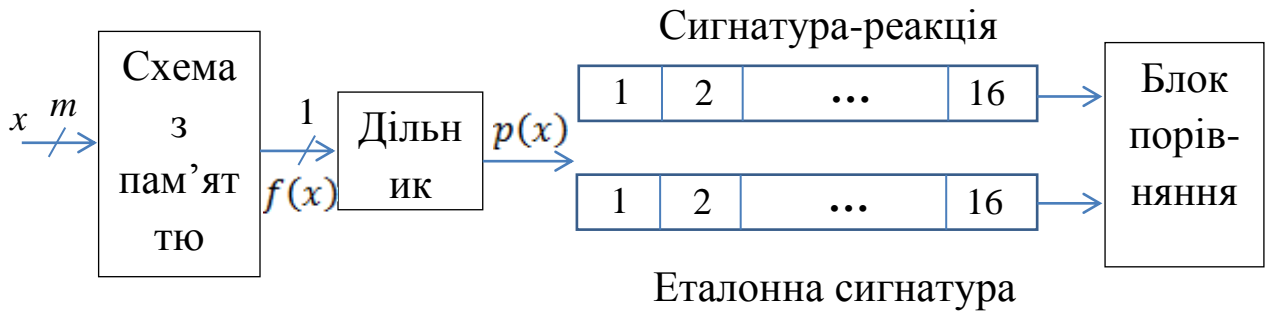 Сигнатура-реакція
x
m
Схема
з
пам’ят
тю
1
f(x)
Дільн
ик
p(x)
1 2 ... 16
Блок
порів-
няння
1 2 ... 16
Еталонна сигнатура